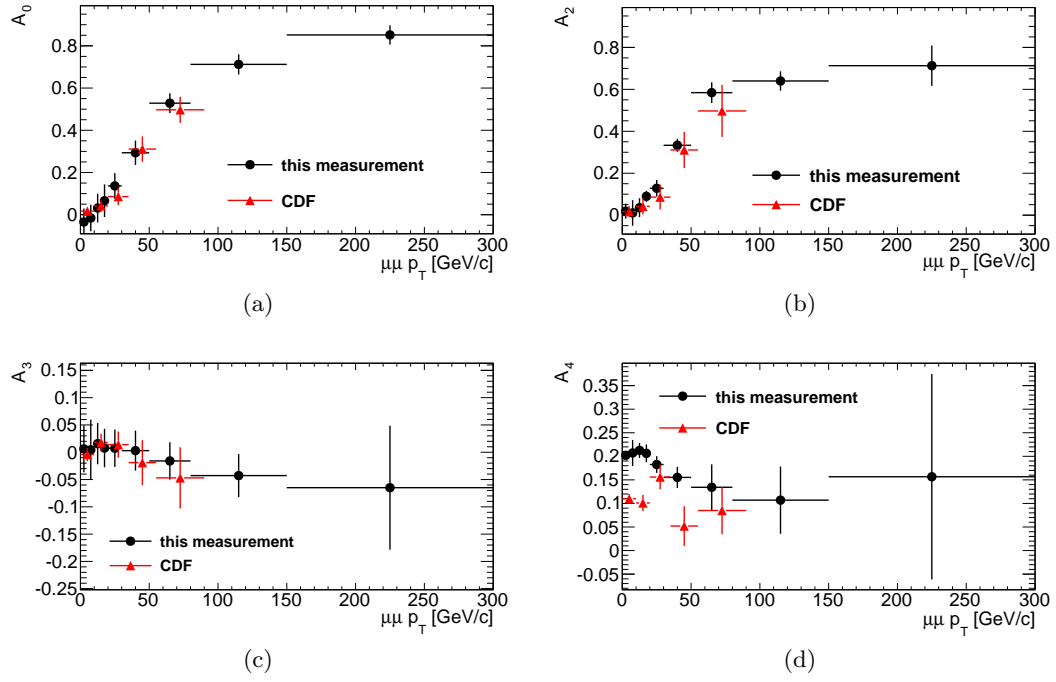 A0
0.8
0.6
0.4
0.2
0
this measurement
CDF
0 50 100 150 200 250 300
μμ pT [GeV/c]
(a)
A2
0.8
0.6
0.4
0.2
0
this measurement
CDF
0 50 100 150 200 250 300
μμ pT [GeV/c]
(b)
A3
0.15
0.1
0.05
0
-0.05
-0.1
-0.15
-0.2
-0.25
this measurement
CDF
0 50 100 150 200 250 300
μμ pT [GeV/c]
(c)
A4
0.35
0.3
0.25
0.2
0.15
0.1
0.05
0
-0.05
this measurement
CDF
0 50 100 150 200 250 300
μμ pT [GeV/c]
(d)